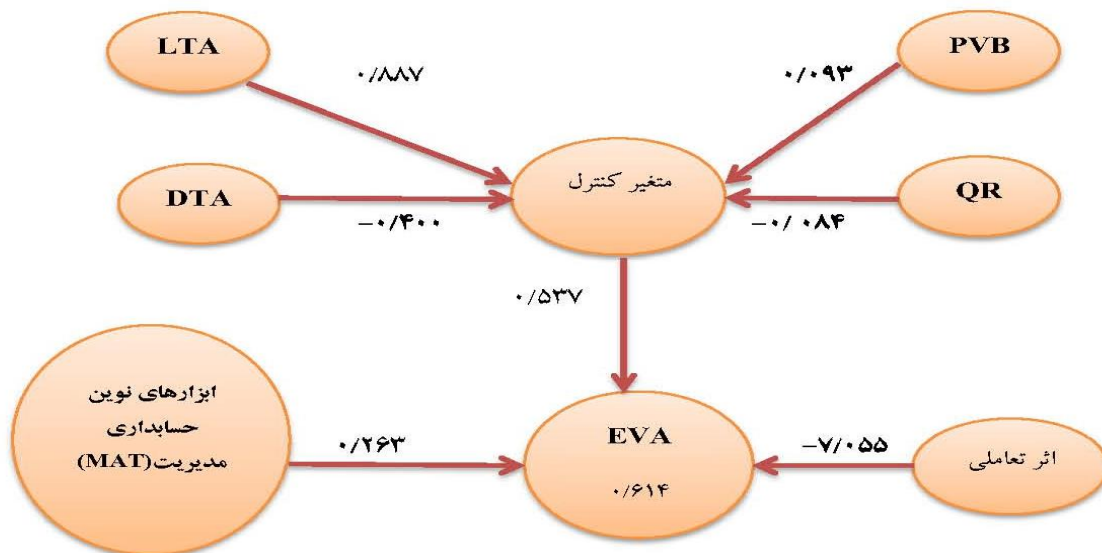 LTA
PVB
۰/۸۸۷
۰/۰۹۳
متغیر کنترل
DTA
QR
−۰/۴۰۰
−۰/۰۸۴
۰/۵۳۷
ابزارهای نوین
حسابداری
مدیریت(MAT)
۰/۲۶۳
EVA
۰/۶۱۴
−۷/۰۵۵
اثر تعاملی